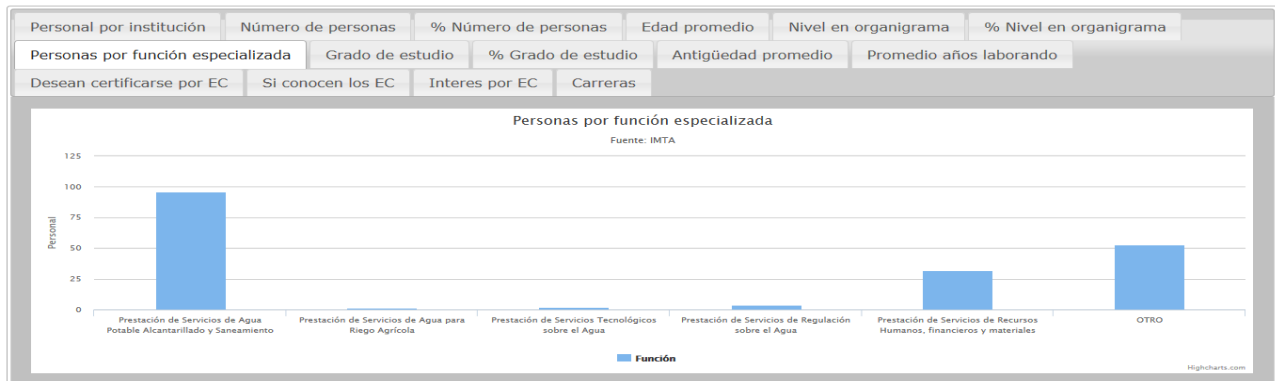 Personal por institución Número de personas % Número de personas Edad promedio Nivel en organigrama % Nivel en organigrama
Personas por función especializada Grado de estudio % Grado de estudio Antigüedad promedio Promedio años laborando
Desean certificarse por EC Si conocen los EC Interes por EC Carreras
Personas por función especializada
Fuente: IMTA
Personal
125
100
75
50
25
0
Prestación de Servicios de Agua
Potable Alcantarillado y Saneamiento
Prestación de Servicios de Agua para
Riego Agrícola
Prestación de Servicios Tecnológicos
sobre el Agua
Prestación de Servicios de Regulación
sobre el Agua
Prestación de Servicios de Recursos
Humanos, financieros y materiales
OTRO
Función
Highcharts.com